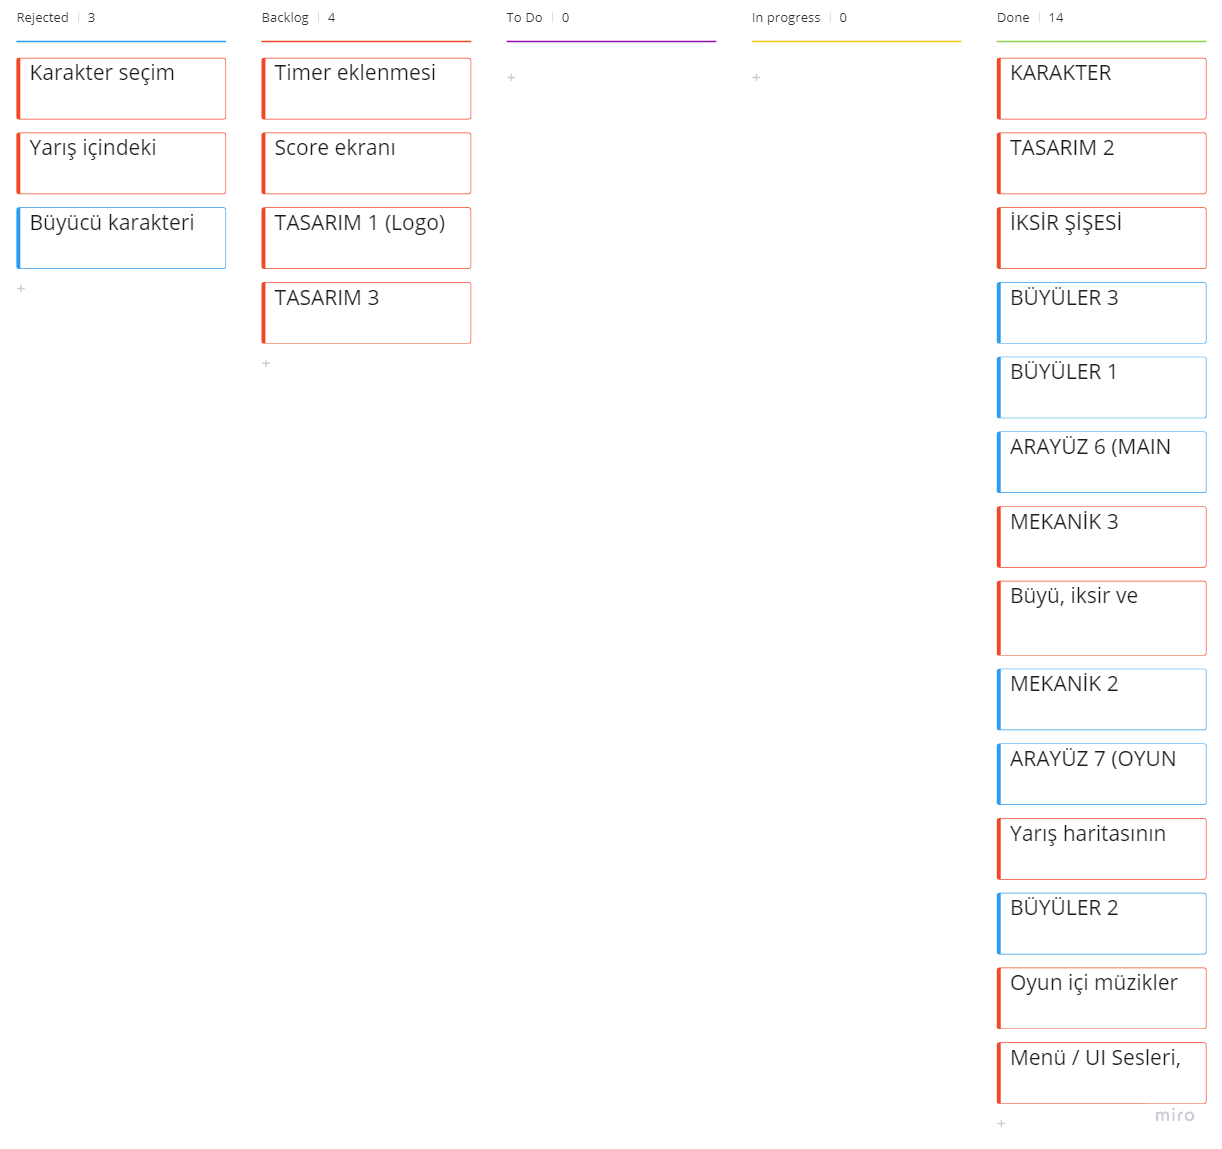 Rejected | 3
Karakter seçim
Yarış içindeki
Büyücü karakteri
+
Backlog | 4
Timer eklenmesi
Score ekranı
TASARIM 1 (Logo)
TASARIM 3
+
To Do | 0
+
In progress | 0
+
Done | 14
KARAKTER
TASARIM 2
İKSİR ŞİŞESİ
BÜYÜLER 3
BÜYÜLER 1
ARAYÜZ 6 (MAIN
MEKANİK 3
Büyü, iksir ve
MEKANİK 2
ARAYÜZ 7 (OYUN
Yarış haritasının
BÜYÜLER 2
Oyun içi müzikler
Menü / UI Sesleri,
+
miro